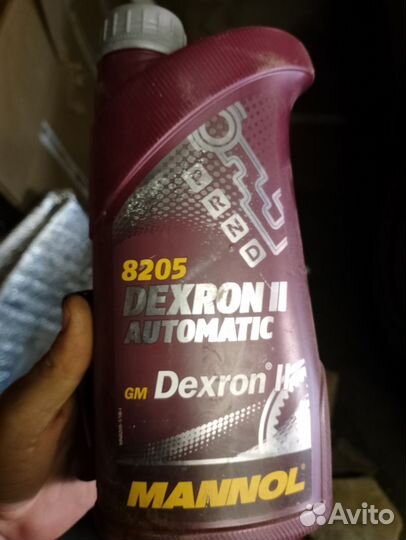 P
R
N
D
8205
DEXRON II
AUTOMATIC
GM Dexron® II
MANNOL
Avito